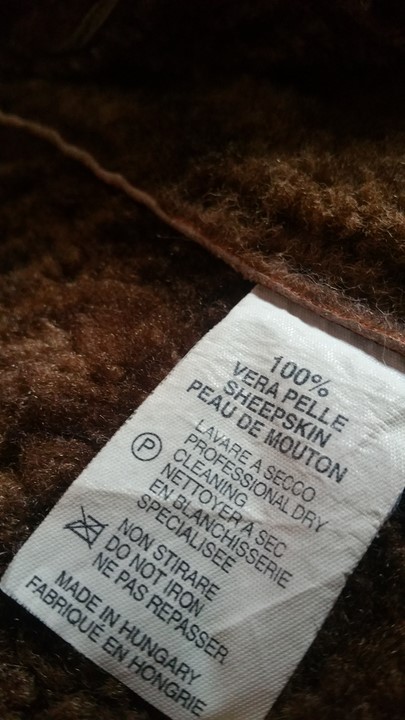 100%
VERA PELLE
SHEEPSKIN
PEAU DE MOUTON
LAVARE A SECCO
PROFESSIONAL DRY
CLEANING
NETTOYER A SEC
EN BLANCHISSERIE
SPECIALISEE
P
NON STIRARE
DO NOT IRON
NE PAS REPASSER
MADE IN HUNGARY
FABRIQUÉ EN HONGRIE